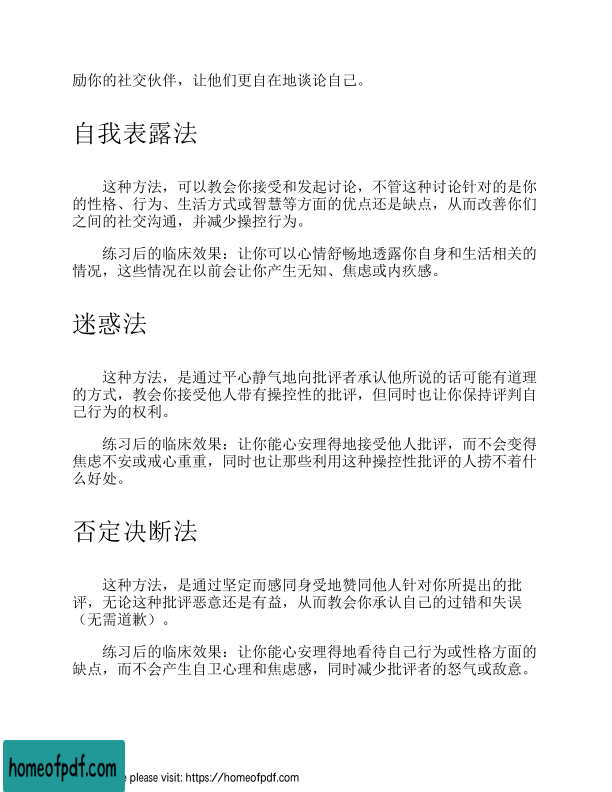 励你的社交伙伴，让他们更自在地谈论自己。
自我表露法
这种方法，可以教会你接受和发起讨论，不管这种讨论针对的是你
的性格、行为、生活方式或智慧等方面的优点还是缺点，从而改善你们
之间的社交沟通，并减少操控行为。
练习后的临床效果：让你可以心情舒畅地透露你自身和生活相关的
情况，这些情况在以前会让你产生无知、焦虑或内疚感。
迷惑法
这种方法，是通过平心静气地向批评者承认他所说的话可能有道理
的方式，教会你接受他人带有操控性的批评，但同时也让你保持评判自
己行为的权利。
练习后的临床效果：让你能心安理得地接受他人批评，而不会变得
焦虑不安或戒心重重，同时也让那些利用这种操控性批评的人捞不着什
么好处。
否定决断法
这种方法，是通过坚定而感同身受地赞同他人针对你所提出的批
评，无论这种批评恶意还是有益，从而教会你承认自己的过错和失误
（无需道歉）。
练习后的临床效果：让你能心安理得地看待自己行为或性格方面的
缺点，而不会产生自卫心理和焦虑感，同时减少批评者的怒气或敌意。
homeofpdf.com
please visit: https://homeofpdf.com